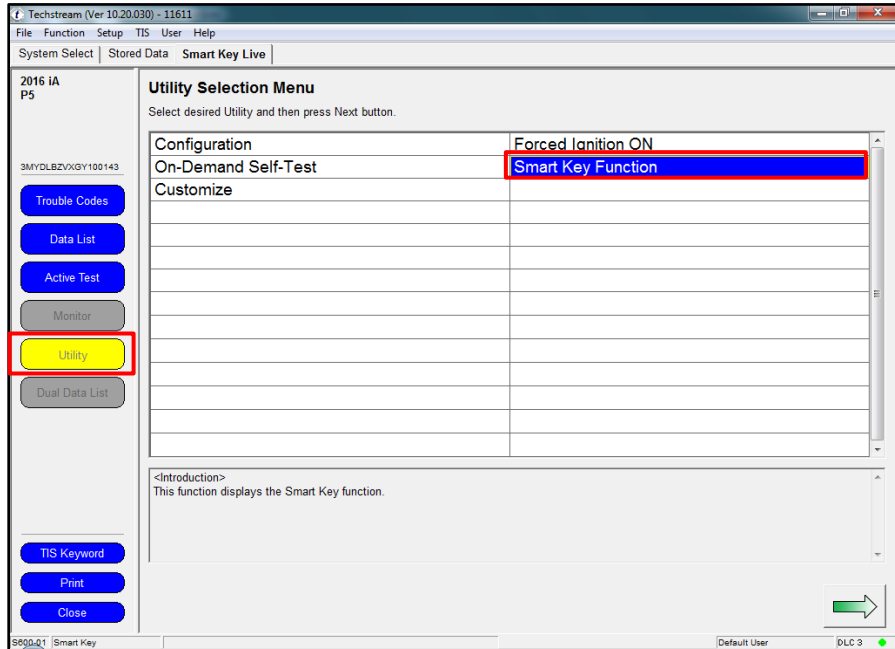 Techstream (Ver 10.20.030) - 11611
File Function Setup TIS User Help
System Select Stored Data Smart Key Live
2016 iA
P5
3MYDLBZVXGY100143
Trouble Codes
Data List
Active Test
Monitor
Utility
Dual Data List
TIS Keyword
Print
Close
Utility Selection Menu
Select desired Utility and then press Next button.
Configuration Forced Ignition ON
On-Demand Self-Test Smart Key Function
Customize
<Introduction>
This function displays the Smart Key function.
S600-01 Smart Key Default User DLC 3